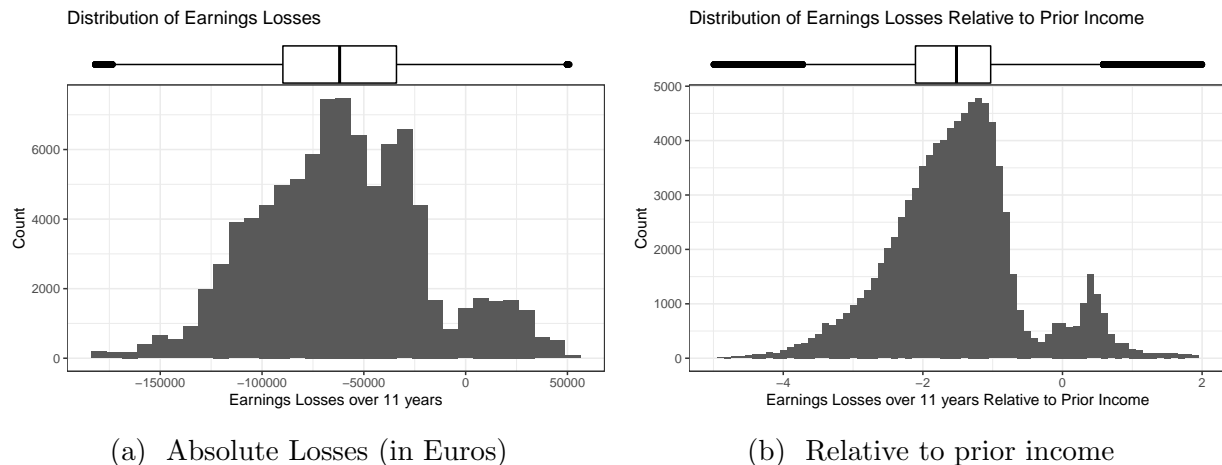 Distribution of Earnings Losses
6000
4000
2000
0
Count
−150000 −100000 −50000 0 50000
Earnings Losses over 11 years
(a) Absolute Losses (in Euros)
Distribution of Earnings Losses Relative to Prior Income
5000
4000
3000
2000
1000
0
Count
−4 −2 0 2
Earnings Losses over 11 years Relative to Prior Income
(b) Relative to prior income